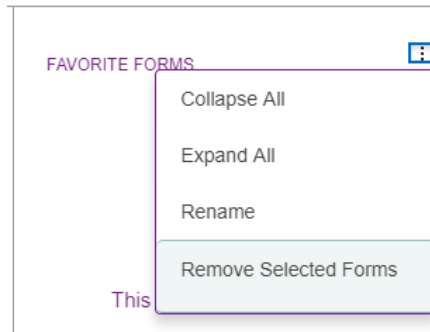 FAVORITE FORMS
Collapse All
Expand All
Rename
Remove Selected Forms
This